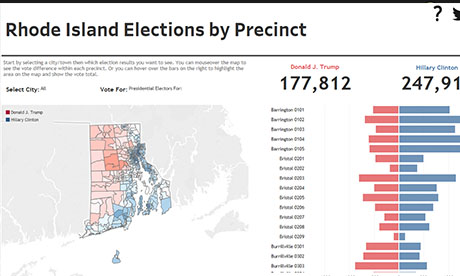 ?
Rhode Island Elections by Precinct
Start by selecting a city/town then which election results you want to see. You can mouseover the map to
see the vote difference within each precinct. Or you can hover over the bars on the right to highlight the
area on the map and show the vote total.
Select City: All
Vote For: Presidential Electors For:
Donald J. Trump
177,812
Hillary Clinton
247,91
Donald J. Trump
Hillary Clinton
Barrington 0101
Barrington 0102
Barrington 0103
Barrington 0104
Barrington 0105
Bristol 0201
Bristol 0202
Bristol 0203
Bristol 0204
Bristol 0205
Bristol 0206
Bristol 0207
Bristol 0208
Bristol 0209
Burrillville 0301
Burrillville 0302
Burrillville 0303